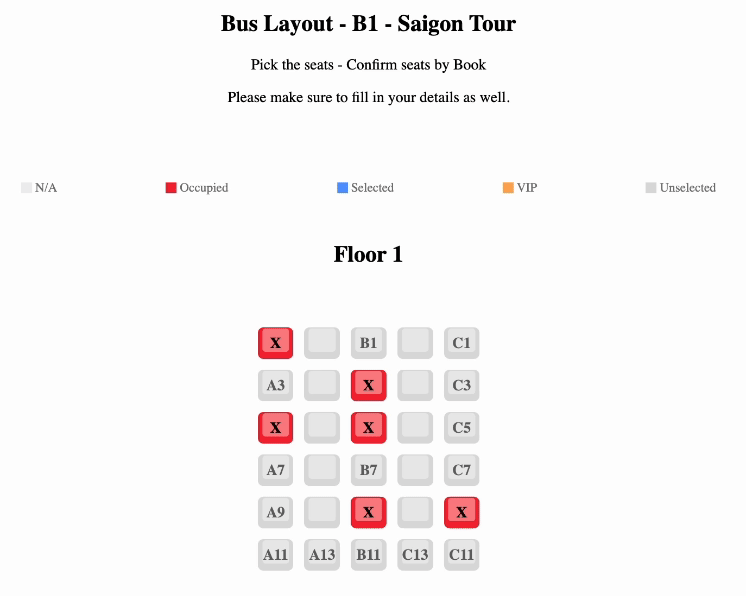 Bus Layout - B1 - Saigon Tour
Pick the seats - Confirm seats by Book
Please make sure to fill in your details as well.
N/A Occupied Selected VIP Unselected
Floor 1
X B1 C1
A3 X C3
X X C5
A7 B7 C7
A9 X X
A11 A13 B11 C13 C11